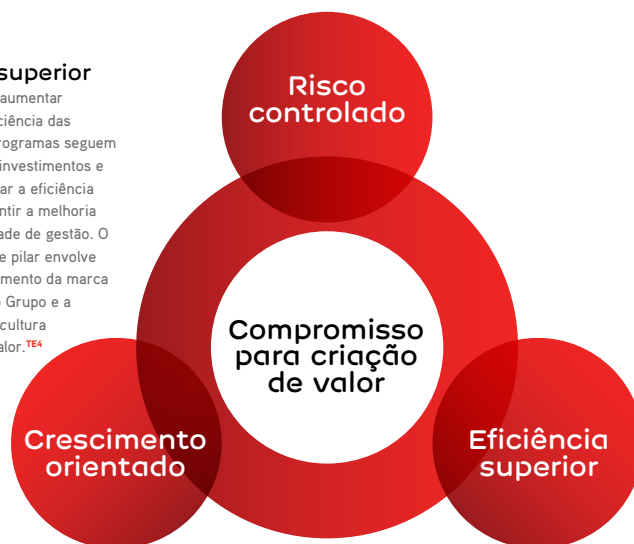 superior
aumentar
ciência das
rogramas seguem
investimentos e
ar a eficiência
ntir a melhoria
ade de gestão. O
e pilar envolve
mento da marca
Grupo e a
cultura
alor.TE4
Risco
controlado
Compromisso
para criação
de valor
Crescimento
orientado
Eficiência
superior